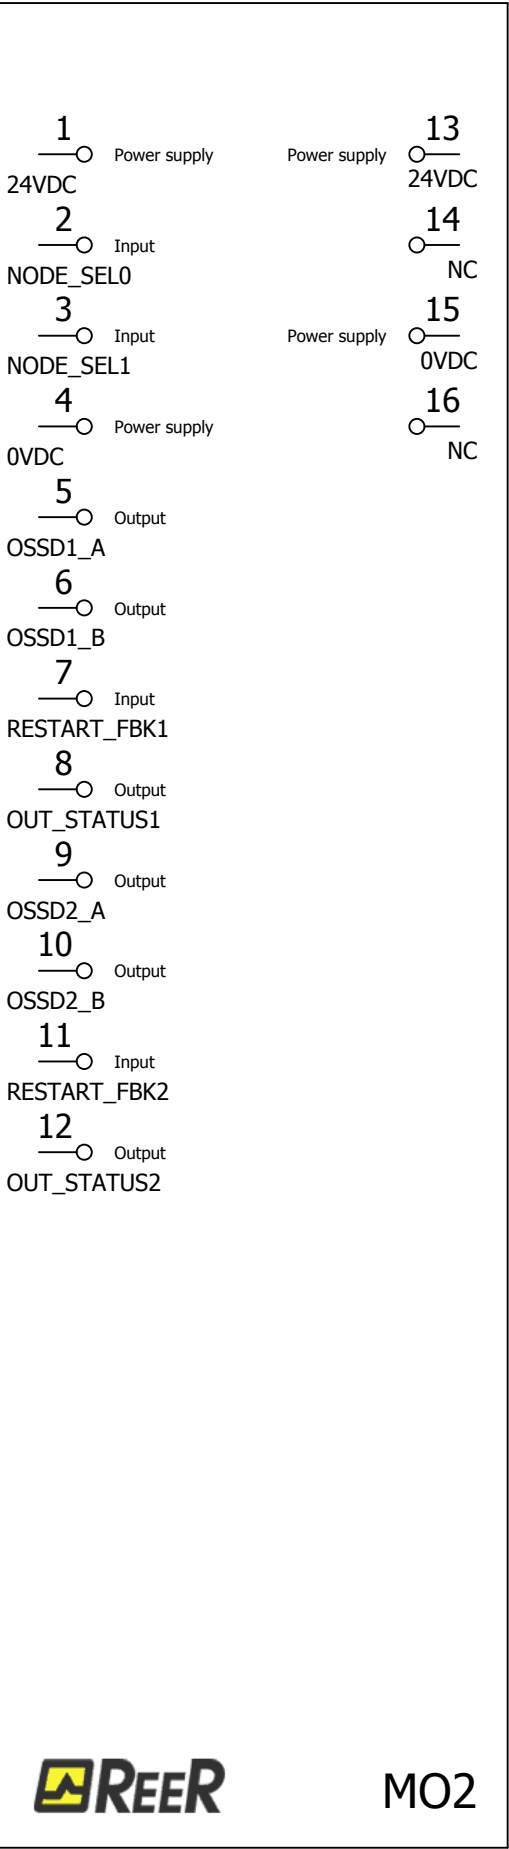 1
Power supply
24VDC
2
Input
NODE_SEL0
3
Input
NODE_SEL1
4
Power supply
0VDC
5
Output
OSSD1_A
6
Output
OSSD1_B
7
Input
RESTART_FBK1
8
Output
OUT_STATUS1
9
Output
OSSD2_A
10
Output
OSSD2_B
11
Input
RESTART_FBK2
12
Output
OUT_STATUS2
13
Power supply
24VDC
14
NC
15
Power supply
0VDC
16
NC
REER
MO2